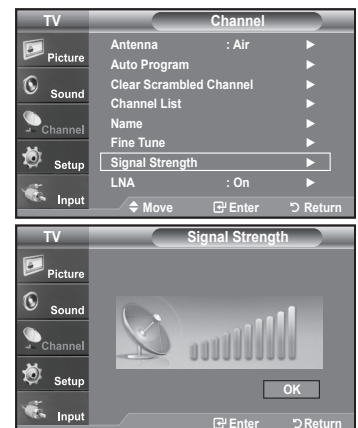 TV Channel
Picture
Sound
Channel
Setup
Input
Antenna : Air
Auto Program
Clear Scrambled Channel
Channel List
Name
Fine Tune
Signal Strength
LNA : On
Move Enter Return
TV Signal Strength
Picture
Sound
Channel
Setup
Input
OK
Enter Return